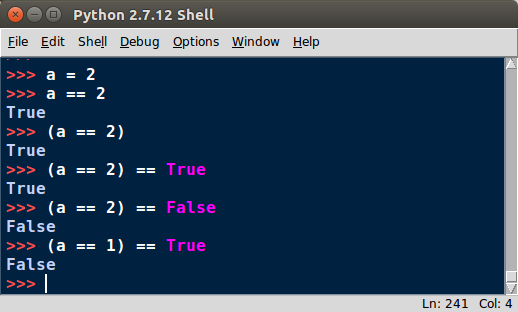 Python 2.7.12 Shell
File Edit Shell Debug Options Window Help
>>> a = 2
>>> a == 2
True
>>> (a == 2)
True
>>> (a == 2) == True
True
>>> (a == 2) == False
False
>>> (a == 1) == True
False
>>>
Ln: 241 Col: 4